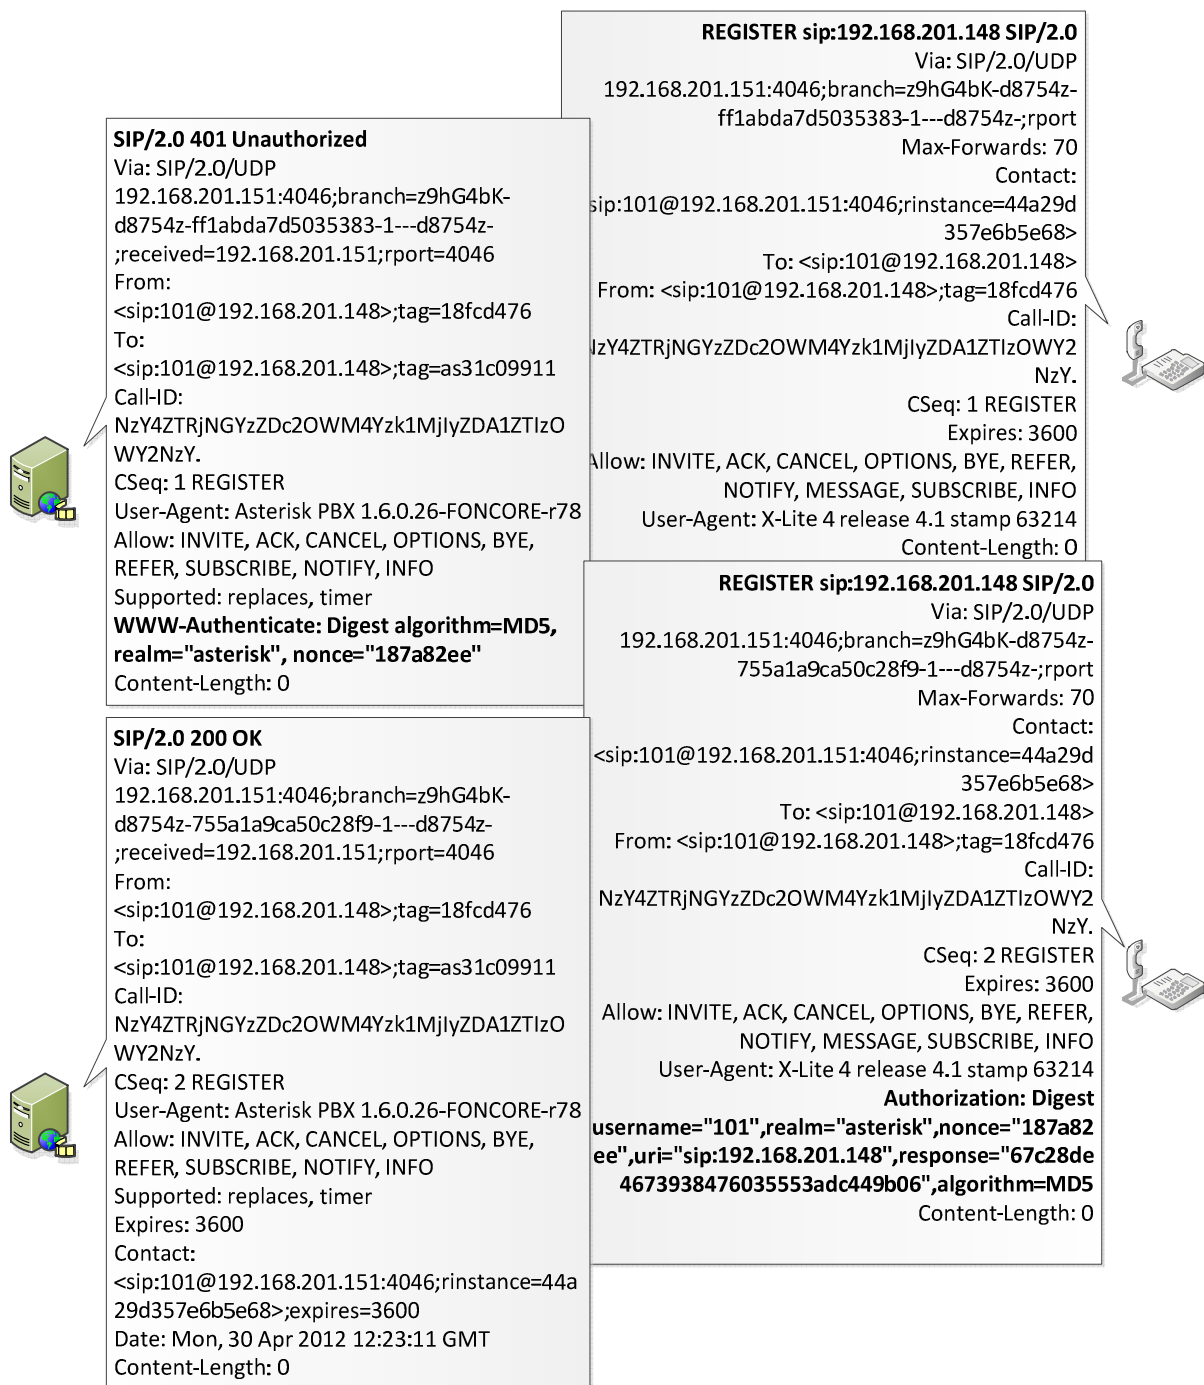 REGISTER sip:192.168.201.148 SIP/2.0
Via: SIP/2.0/UDP
192.168.201.151:4046;branch=z9hG4bK-d8754z-
ff1abda7d5035383-1---d8754z-;rport
Max-Forwards: 70
Contact:
sip:101@192.168.201.151:4046;rinstance=44a29d
357e6b5e68>
To: <sip:101@192.168.201.148>
From: <sip:101@192.168.201.148>;tag=18fcd476
Call-ID:
NzY4ZTRjNGYzZDc2OWM4Yzk1MjIyZDA1ZTIzOWY2
NzY.
CSeq: 1 REGISTER
Expires: 3600
Allow: INVITE, ACK, CANCEL, OPTIONS, BYE, REFER,
NOTIFY, MESSAGE, SUBSCRIBE, INFO
User-Agent: X-Lite 4 release 4.1 stamp 63214
Content-Length: 0
SIP/2.0 401 Unauthorized
Via: SIP/2.0/UDP
192.168.201.151:4046;branch=z9hG4bK-
d8754z-ff1abda7d5035383-1---d8754z-
;received=192.168.201.151;rport=4046
From:
<sip:101@192.168.201.148>;tag=18fcd476
To:
<sip:101@192.168.201.148>;tag=as31c09911
Call-ID:
NzY4ZTRjNGYzZDc2OWM4Yzk1MjIyZDA1ZTIzO
WY2NzY.
CSeq: 1 REGISTER
User-Agent: Asterisk PBX 1.6.0.26-FONCORE-r78
Allow: INVITE, ACK, CANCEL, OPTIONS, BYE,
REFER, SUBSCRIBE, NOTIFY, INFO
Supported: replaces, timer
WWW-Authenticate: Digest algorithm=MD5,
realm="asterisk", nonce="187a82ee"
Content-Length: 0
REGISTER sip:192.168.201.148 SIP/2.0
Via: SIP/2.0/UDP
192.168.201.151:4046;branch=z9hG4bK-d8754z-
755a1a9ca50c28f9-1---d8754z-;rport
Max-Forwards: 70
Contact:
<sip:101@192.168.201.151:4046;rinstance=44a29d
357e6b5e68>
To: <sip:101@192.168.201.148>
From: <sip:101@192.168.201.148>;tag=18fcd476
Call-ID:
NzY4ZTRjNGYzZDc2OWM4Yzk1MjIyZDA1ZTIzOWY2
NzY.
CSeq: 2 REGISTER
Expires: 3600
Allow: INVITE, ACK, CANCEL, OPTIONS, BYE, REFER,
NOTIFY, MESSAGE, SUBSCRIBE, INFO
User-Agent: X-Lite 4 release 4.1 stamp 63214
Authorization: Digest
username="101",realm="asterisk",nonce="187a82
ee",uri="sip:192.168.201.148",response="67c28de
4673938476035553adc449b06",algorithm=MD5
Content-Length: 0
SIP/2.0 200 OK
Via: SIP/2.0/UDP
192.168.201.151:4046;branch=z9hG4bK-
d8754z-755a1a9ca50c28f9-1---d8754z-
;received=192.168.201.151;rport=4046
From:
<sip:101@192.168.201.148>;tag=18fcd476
To:
<sip:101@192.168.201.148>;tag=as31c09911
Call-ID:
NzY4ZTRjNGYzZDc2OWM4Yzk1MjIyZDA1ZTIzO
WY2NzY.
CSeq: 2 REGISTER
User-Agent: Asterisk PBX 1.6.0.26-FONCORE-r78
Allow: INVITE, ACK, CANCEL, OPTIONS, BYE,
REFER, SUBSCRIBE, NOTIFY, INFO
Supported: replaces, timer
Expires: 3600
Contact:
<sip:101@192.168.201.151:4046;rinstance=44a
29d357e6b5e68>;expires=3600
Date: Mon, 30 Apr 2012 12:23:11 GMT
Content-Length: 0